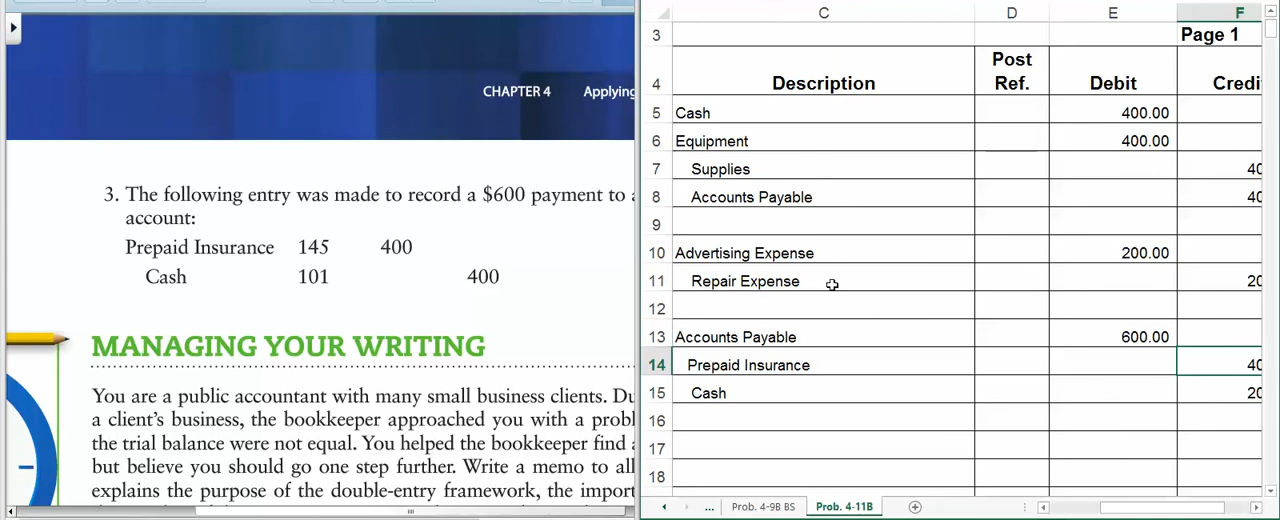 CHAPTER 4 Applying
3. The following entry was made to record a $600 payment to a
account:
Prepaid Insurance 145 400
Cash 101 400
MANAGING YOUR WRITING
You are a public accountant with many small business clients. Du
a client's business, the bookkeeper approached you with a probl
the trial balance were not equal. You helped the bookkeeper find a
but believe you should go one step further. Write a memo to all
explains the purpose of the double-entry framework, the import
C D E F
3 Page 1
4 Description Post Ref. Debit Credi
5 Cash 400.00
6 Equipment 400.00
7 Supplies 40
8 Accounts Payable 40
9
10 Advertising Expense 200.00
11 Repair Expense 20
12
13 Accounts Payable 600.00
14 Prepaid Insurance 40
15 Cash 20
16
17
18
... Prob. 4-9B BS Prob. 4-11B